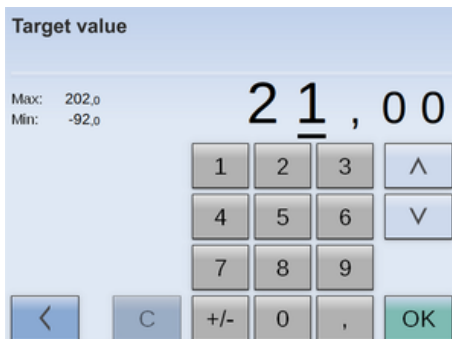 Target value
Max: 202,0
Min: -92,0
21,00
1 2 3
4 5 6
7 8 9
C +/- 0 , OK